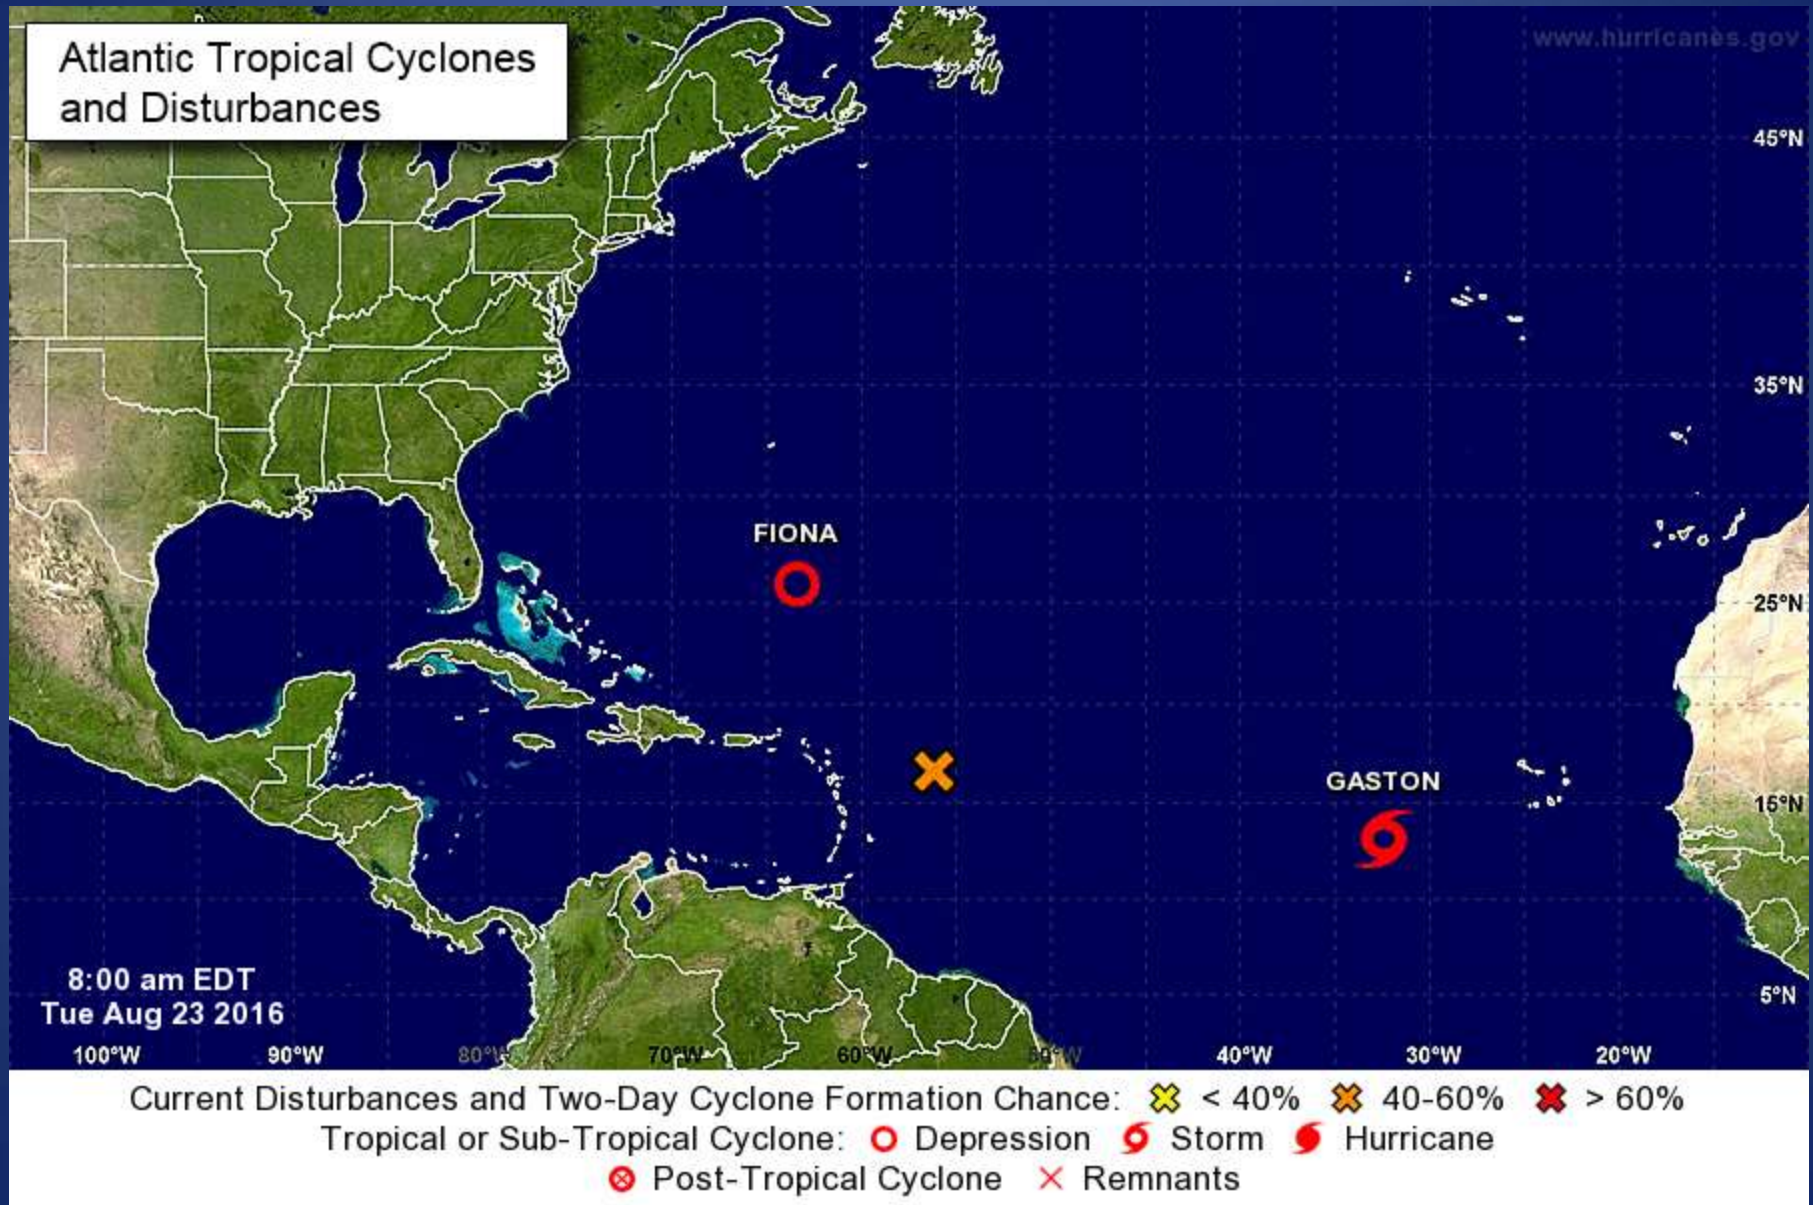 Atlantic Tropical Cyclones
and Disturbances
www.hurricanes.gov
45°N
35°N
FIONA
25°N
GASTON
15°N
8:00 am EDT
Tue Aug 23 2016
5°N
100°W 90°W 80°W 70°W 60°W 50°W 40°W 30°W 20°W
Current Disturbances and Two-Day Cyclone Formation Chance: < 40% 40-60% > 60%
Tropical or Sub-Tropical Cyclone: Depression Storm Hurricane
Post-Tropical Cyclone Remnants